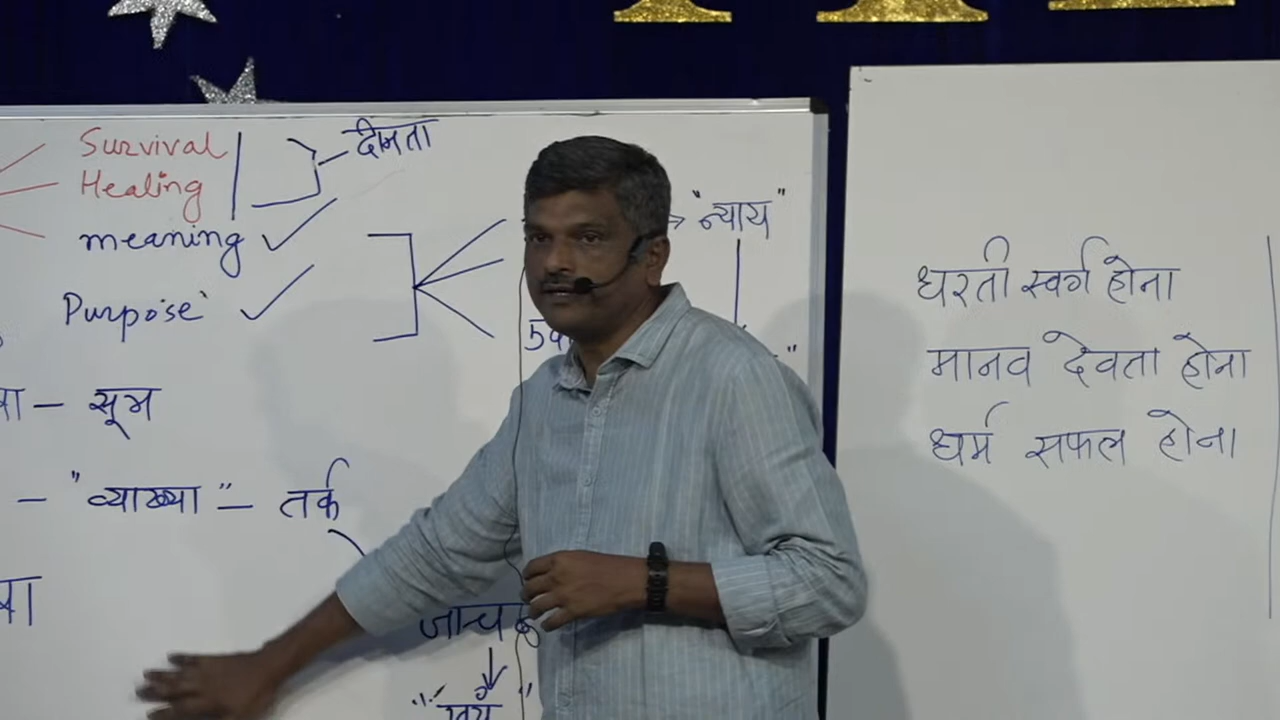 Survival
Healing
दीनता
meaning
"न्याय"
Purpose
सूत्र
"व्याख्या" – तर्क
धरती स्वर्ग होना
मानव देवता होना
धर्म सफल होना